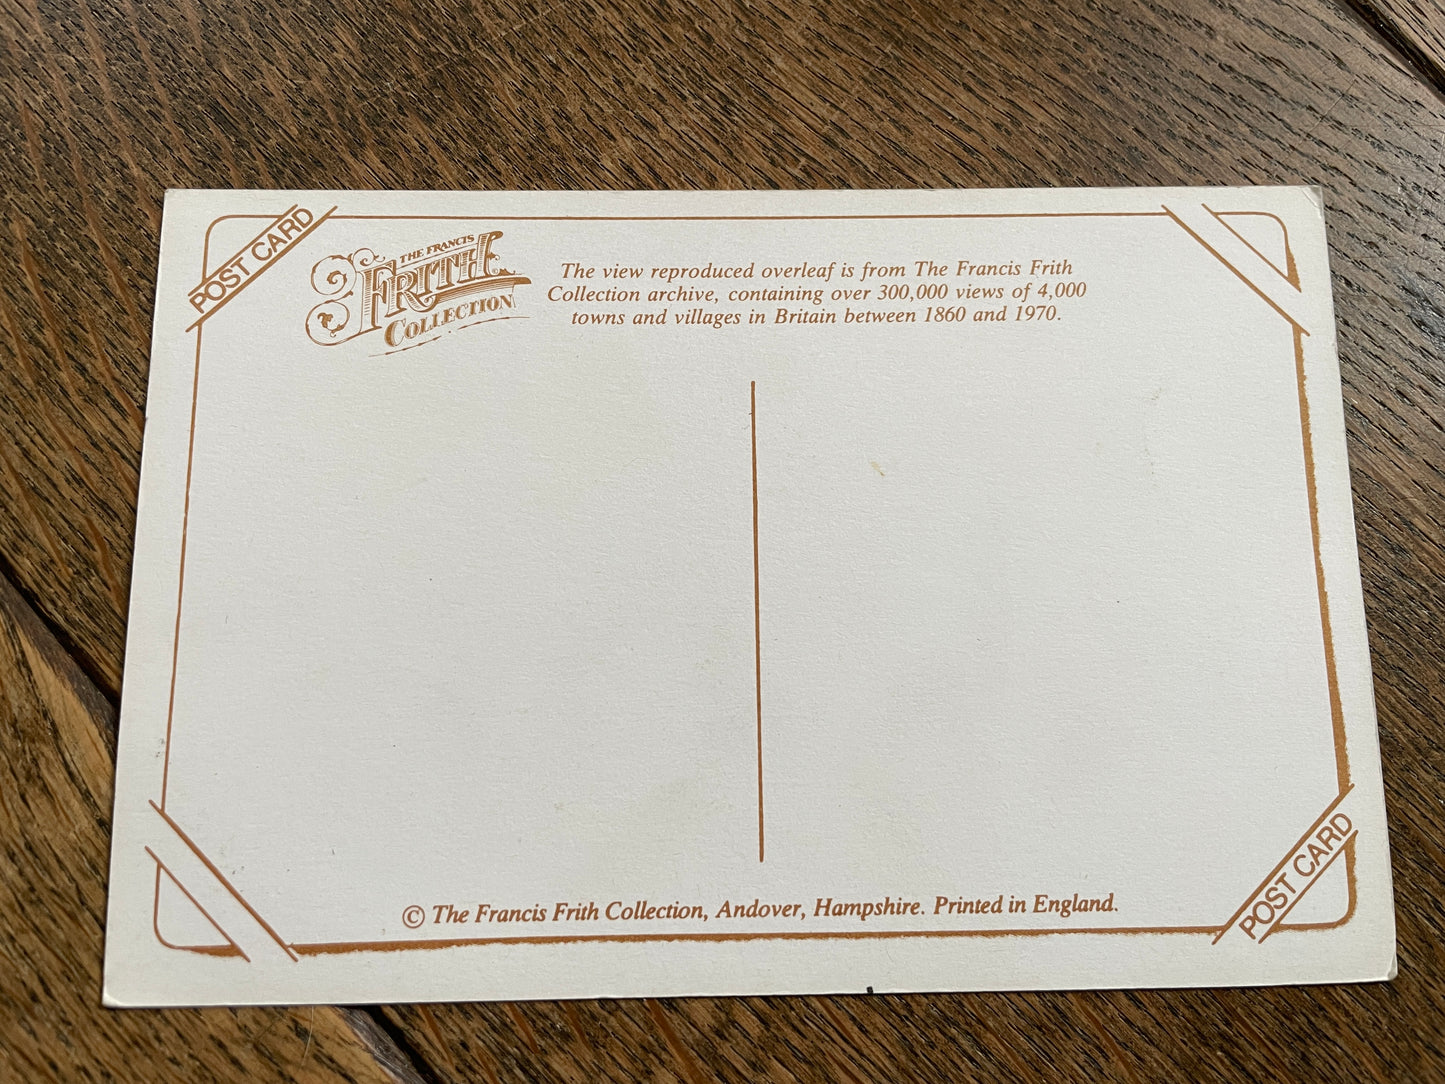 POST CARD
THE FRANCIS
FRITH
COLLECTION
The view reproduced overleaf is from The Francis Frith
Collection archive, containing over 300,000 views of 4,000
towns and villages in Britain between 1860 and 1970.
© The Francis Frith Collection, Andover, Hampshire. Printed in England.
POST CARD